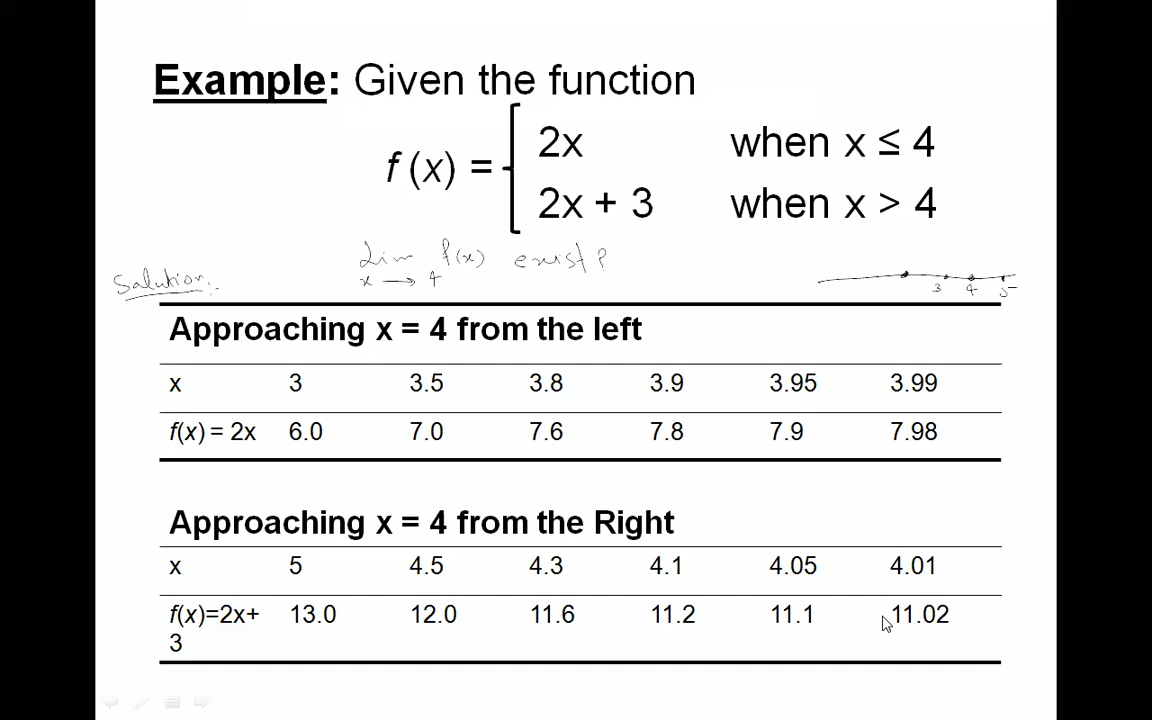 Example: Given the function
f (x) = { 2x when x ≤ 4
2x + 3 when x > 4
Lim f(x) exist ?
x → 4
Solution:
3 4 5
Approaching x = 4 from the left
x 3 3.5 3.8 3.9 3.95 3.99
f(x) = 2x 6.0 7.0 7.6 7.8 7.9 7.98
Approaching x = 4 from the Right
x 5 4.5 4.3 4.1 4.05 4.01
f(x)=2x+ 13.0 12.0 11.6 11.2 11.1 11.02
3